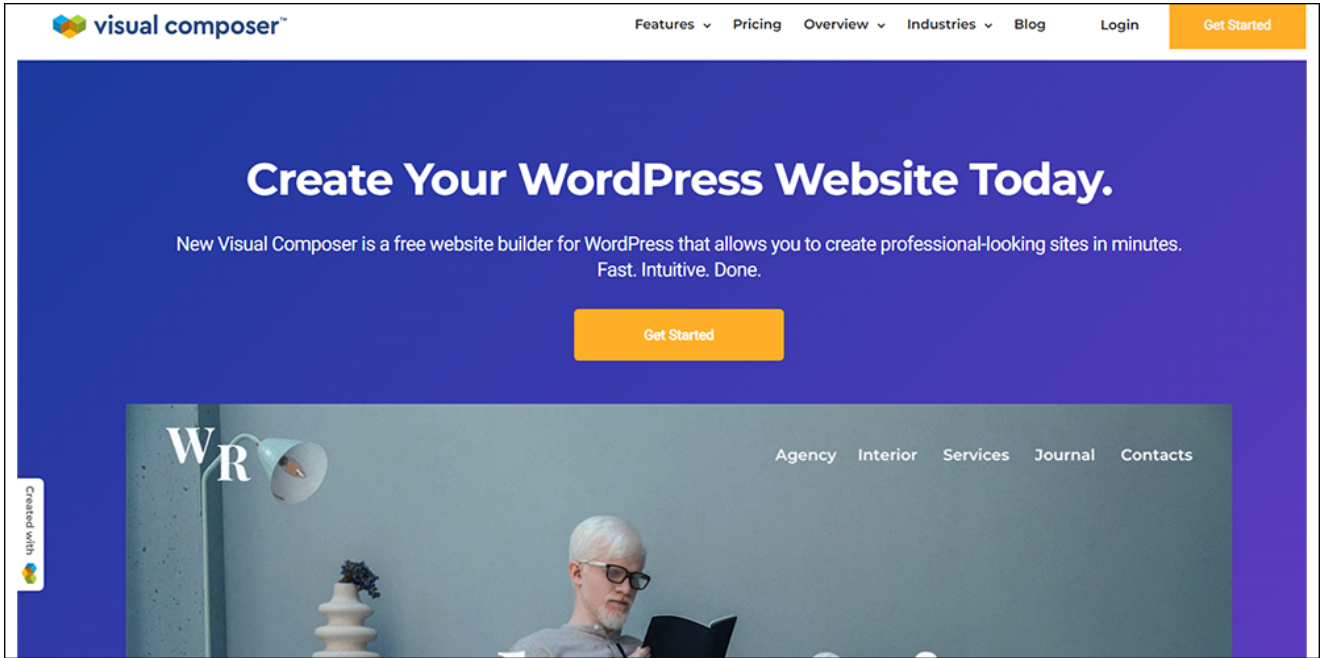 visual composer™
Features Pricing Overview Industries Blog Login Get Started
Create Your WordPress Website Today.
New Visual Composer is a free website builder for WordPress that allows you to create professional-looking sites in minutes.
Fast. Intuitive. Done.
Get Started
WR
Agency Interior Services Journal Contacts
Created with